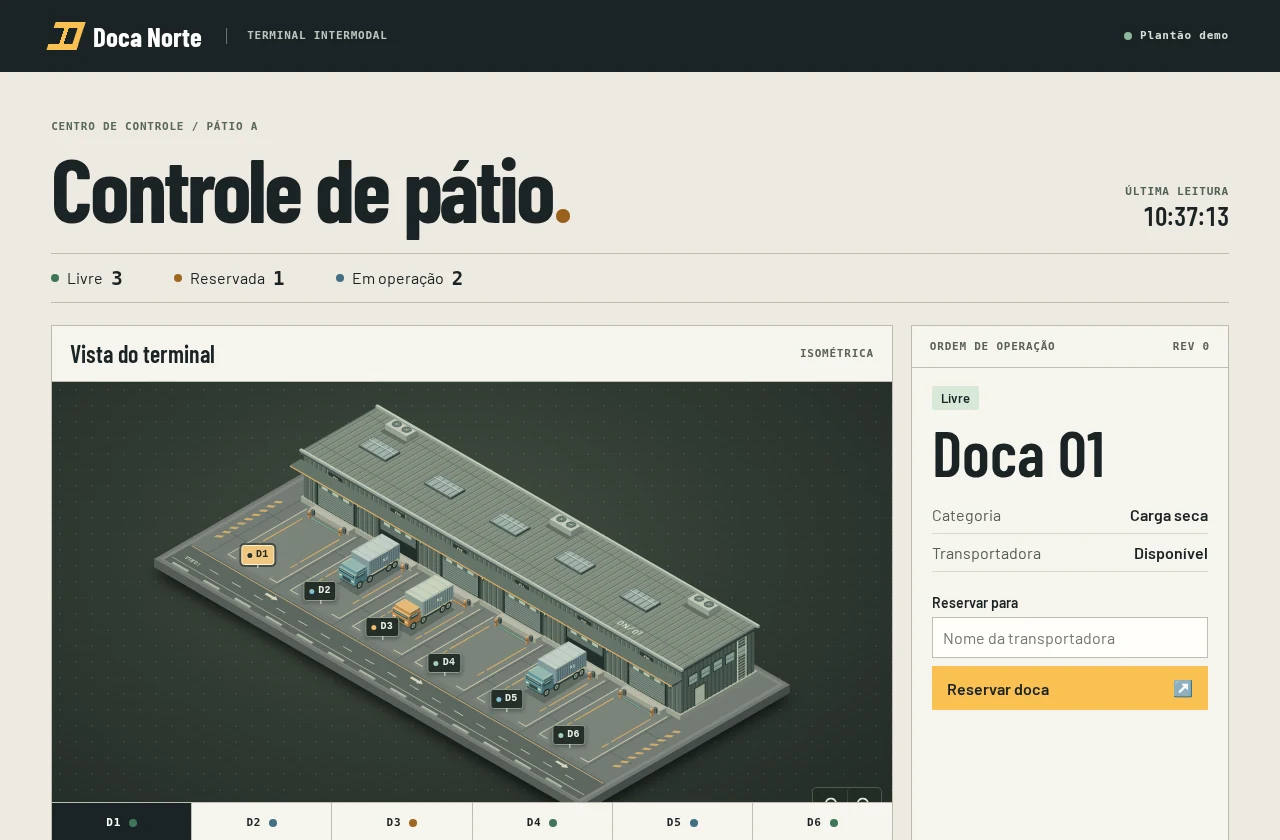 Doca Norte
TERMINAL INTERMODAL
Plantão demo
CENTRO DE CONTROLE / PÁTIO A
Controle de pátio.
ÚLTIMA LEITURA
10:37:13
Livre 3
Reservada 1
Em operação 2
Vista do terminal
ISOMÉTRICA
D1
D2
D3
D4
D5
D6
DN/01
D1
D2
D3
D4
D5
D6
ORDEM DE OPERAÇÃO
REV 0
Livre
Doca 01
Categoria
Carga seca
Transportadora
Disponível
Reservar para
Nome da transportadora
Reservar doca